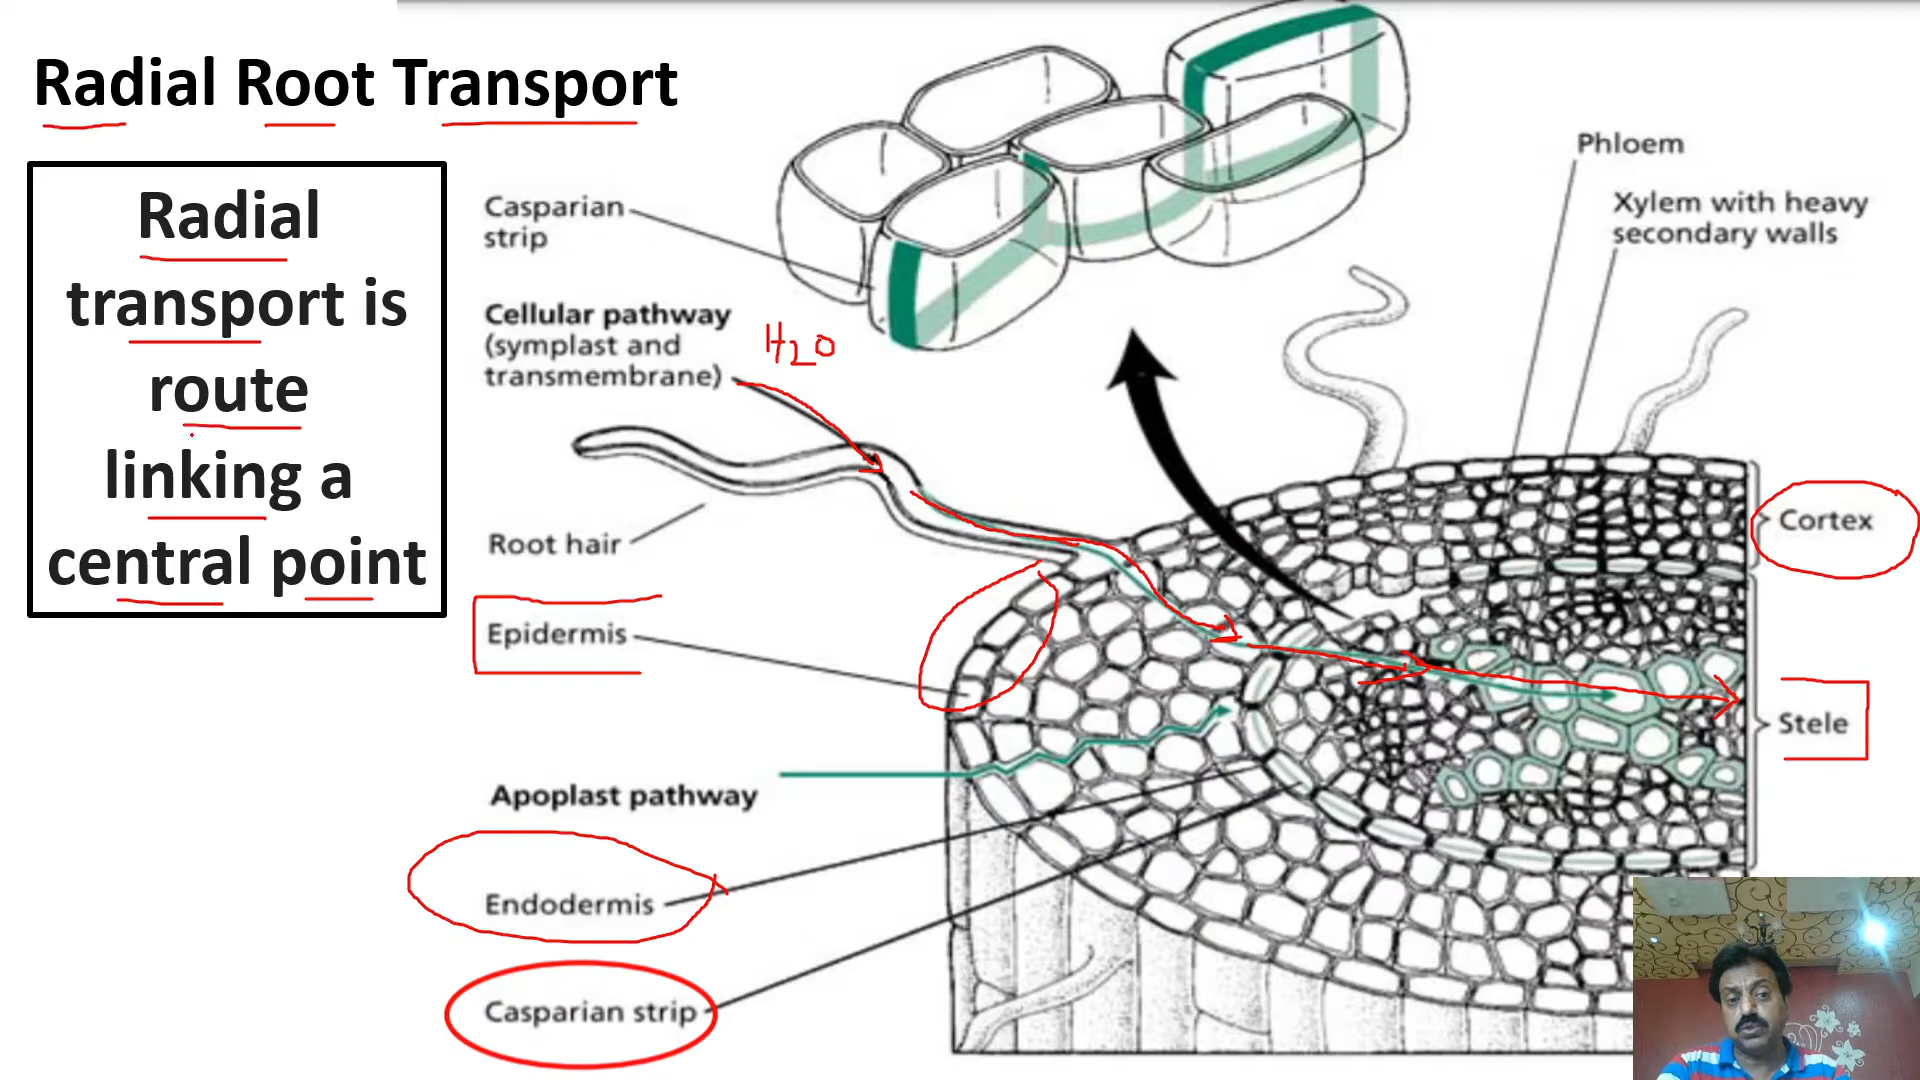 Radial Root Transport
Radial
transport is
route
linking a
central point
Casparian
strip
Cellular pathway
(symplast and
transmembrane)
H2O
Root hair
Epidermis
Apoplast pathway
Endodermis
Casparian strip
Phloem
Xylem with heavy
secondary walls
Cortex
Stele